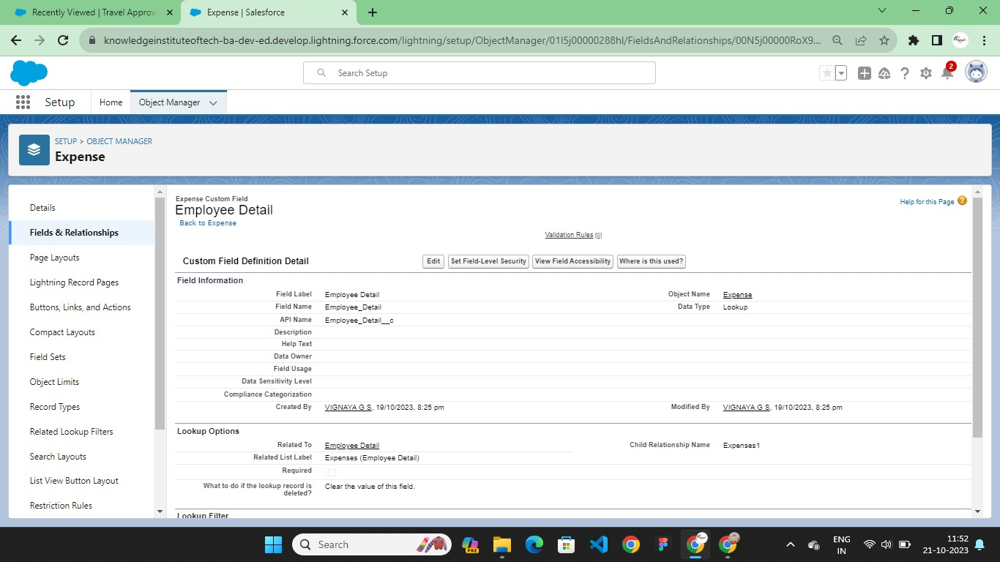 Recently Viewed | Travel Approv
Expense | Salesforce
knowledgeinstituteoftech-ba-dev-ed.develop.lightning.force.com/lightning/setup/ObjectManager/01I5j00000288hl/FieldsAndRelationships/00N5j00000RoX9...
Search Setup
2
Setup
Home
Object Manager
SETUP > OBJECT MANAGER
Expense
Details
Fields & Relationships
Page Layouts
Lightning Record Pages
Buttons, Links, and Actions
Compact Layouts
Field Sets
Object Limits
Record Types
Related Lookup Filters
Search Layouts
List View Button Layout
Restriction Rules
Expense Custom Field
Employee Detail
Back to Expense
Help for this Page
Validation Rules [0]
Custom Field Definition Detail
Edit
Set Field-Level Security
View Field Accessibility
Where is this used?
Field Information
Field Label Employee Detail Object Name Expense
Field Name Employee_Detail Data Type Lookup
API Name Employee_Detail__c
Description
Help Text
Data Owner
Field Usage
Data Sensitivity Level
Compliance Categorization
Created By VIGNAYA G S, 19/10/2023, 8:25 pm Modified By VIGNAYA G S, 19/10/2023, 8:25 pm
Lookup Options
Related To Employee Detail Child Relationship Name Expenses1
Related List Label Expenses (Employee Detail)
Required
What to do if the lookup record is deleted? Clear the value of this field.
Lookup Filter
Search
PRE
ENG
IN
11:52
21-10-2023